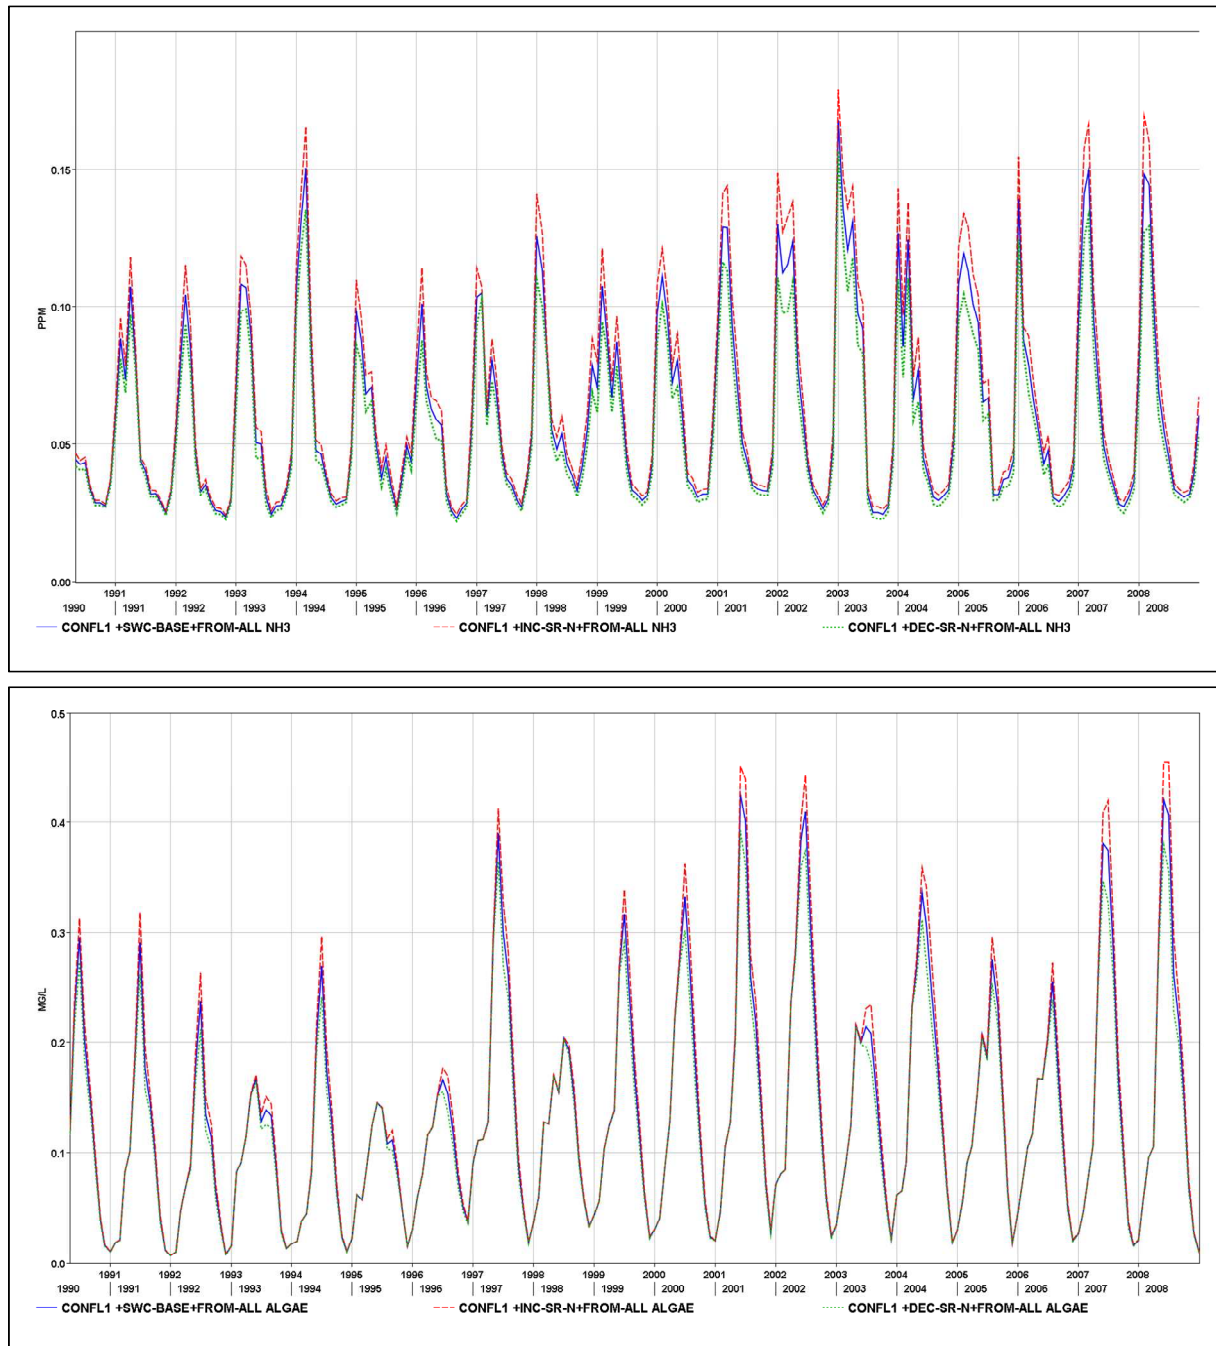 0.15
PPM
0.10
0.05
0.00
1991 1992 1993 1994 1995 1996 1997 1998 1999 2000 2001 2002 2003 2004 2005 2006 2007 2008
1990 | 1991 | 1992 | 1993 | 1994 | 1995 | 1996 | 1997 | 1998 | 1999 | 2000 | 2001 | 2002 | 2003 | 2004 | 2005 | 2006 | 2007 | 2008
CONFL1 +SWC-BASE+FROM-ALL NH3 CONFL1 +INC-SR-N+FROM-ALL NH3 CONFL1 +DEC-SR-N+FROM-ALL NH3
0.5
0.4
0.3
MG/L
0.2
0.1
0.0
1991 1992 1993 1994 1995 1996 1997 1998 1999 2000 2001 2002 2003 2004 2005 2006 2007 2008
1990 | 1991 | 1992 | 1993 | 1994 | 1995 | 1996 | 1997 | 1998 | 1999 | 2000 | 2001 | 2002 | 2003 | 2004 | 2005 | 2006 | 2007 | 2008
CONFL1 +SWC-BASE+FROM-ALL ALGAE CONFL1 +INC-SR-N+FROM-ALL ALGAE CONFL1 +DEC-SR-N+FROM-ALL ALGAE